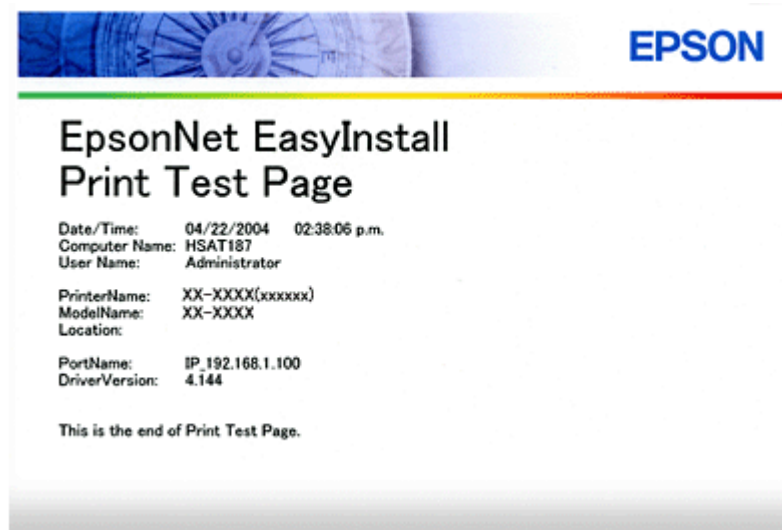 EPSON
EpsonNet EasyInstall
Print Test Page
Date/Time: 04/22/2004 02:38:06 p.m.
Computer Name: HSAT187
User Name: Administrator
PrinterName: XX-XXXX(xxxxxx)
ModelName: XX-XXXX
Location:
PortName: IP_192.168.1.100
DriverVersion: 4.144
This is the end of Print Test Page.